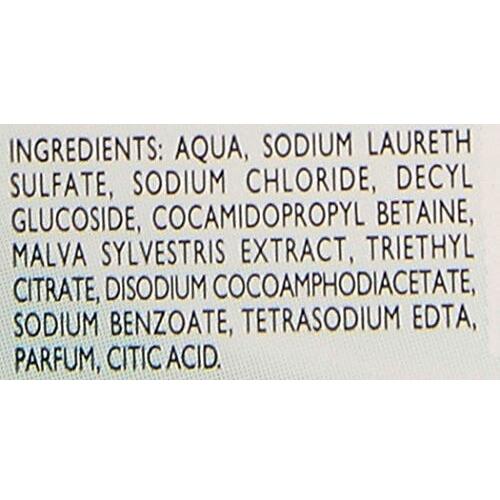 INGREDIENTS: AQUA, SODIUM LAURETH
SULFATE, SODIUM CHLORIDE, DECYL
GLUCOSIDE, COCAMIDOPROPYL BETAINE,
MALVA SYLVESTRIS EXTRACT, TRIETHYL
CITRATE, DISODIUM COCOAMPHODIACETATE,
SODIUM BENZOATE, TETRASODIUM EDTA,
PARFUM, CITIC ACID.